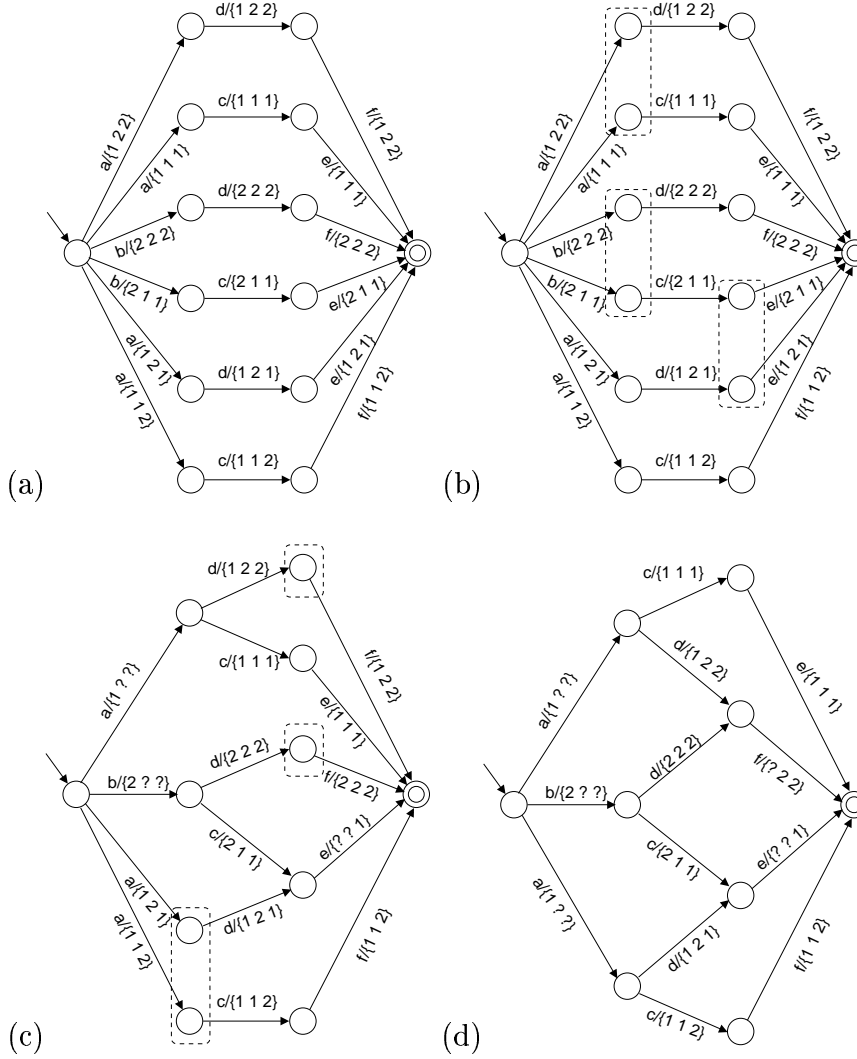 d/{1 2 2}
a/{1 2 2}
f/{1 2 2}
c/{1 1 1}
a/{1 1 1}
e/{1 1 1}
d/{2 2 2}
b/{2 2 2}
f/{2 2 2}
c/{2 1 1}
b/{2 1 1}
e/{2 1 1}
d/{1 2 1}
a/{1 2 1}
e/{1 2 1}
c/{1 1 2}
a/{1 1 2}
f/{1 1 2}
(a)
d/{1 2 2}
a/{1 2 2}
f/{1 2 2}
c/{1 1 1}
a/{1 1 1}
e/{1 1 1}
d/{2 2 2}
b/{2 2 2}
f/{2 2 2}
c/{2 1 1}
b/{2 1 1}
e/{2 1 1}
d/{1 2 1}
a/{1 2 1}
e/{1 2 1}
c/{1 1 2}
a/{1 1 2}
f/{1 1 2}
(b)
d/{1 2 2}
a/{1 ? ?}
c/{1 1 1}
f/{1 2 2}
e/{1 1 1}
d/{2 2 2}
b/{2 ? ?}
f/{2 2 2}
c/{2 1 1}
e/{? ? 1}
a/{1 2 1}
d/{1 2 1}
a/{1 1 2}
c/{1 1 2}
f/{1 1 2}
(c)
c/{1 1 1}
a/{1 ? ?}
d/{1 2 2}
e/{1 1 1}
d/{2 2 2}
f/{? 2 2}
b/{2 ? ?}
c/{2 1 1}
e/{? ? 1}
a/{1 ? ?}
d/{1 2 1}
c/{1 1 2}
f/{1 1 2}
(d)